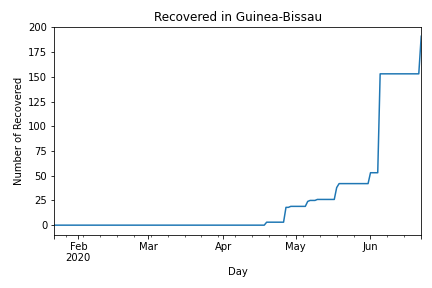 Recovered in Guinea-Bissau
Number of Recovered
200
175
150
125
100
75
50
25
0
Feb
2020
Mar
Apr
May
Jun
Day